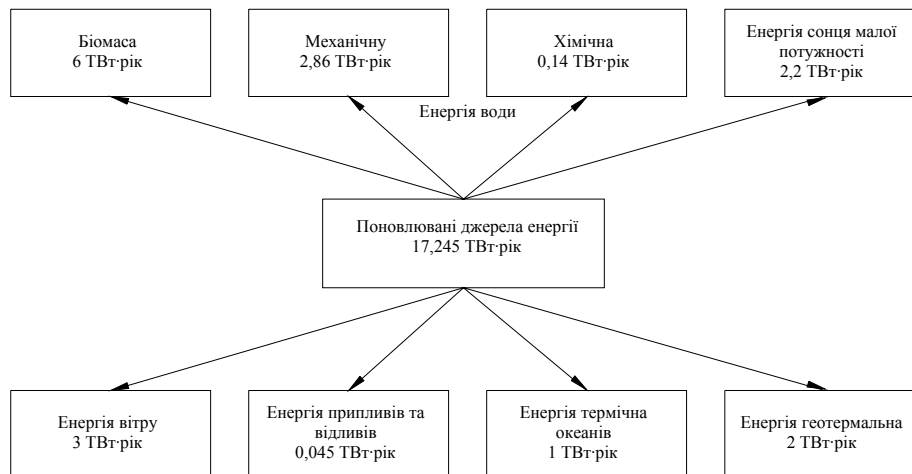 Біомаса
6 ТВт·рік
Механічну
2,86 ТВт·рік
Хімічна
0,14 ТВт·рік
Енергія сонця малої
потужності
2,2 ТВт·рік
Енергія води
Поновлювані джерела енергії
17,245 ТВт·рік
Енергія вітру
3 ТВт·рік
Енергія припливів та
відливів
0,045 ТВт·рік
Енергія термічна
океанів
1 ТВт·рік
Енергія геотермальна
2 ТВт·рік